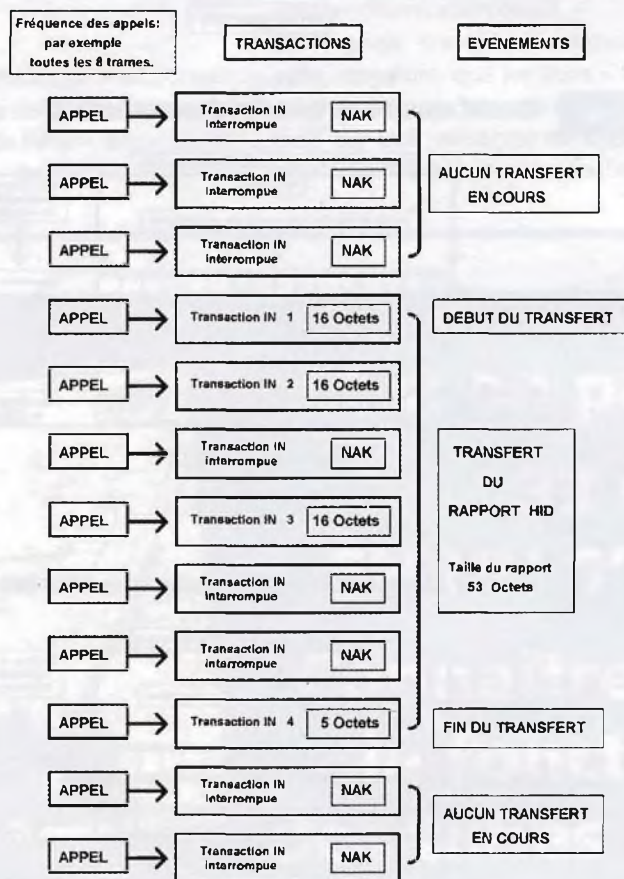 Fréquence des appels:
par exemple
toutes les 8 trames.
TRANSACTIONS
EVENEMENTS
APPEL
Transaction IN
Interrompue
NAK
APPEL
Transaction IN
Interrompue
NAK
APPEL
Transaction IN
Interrompue
NAK
AUCUN TRANSFERT
EN COURS
APPEL
Transaction IN 1
16 Octets
DEBUT DU TRANSFERT
APPEL
Transaction IN 2
16 Octets
APPEL
Transaction IN
Interrompue
NAK
APPEL
Transaction IN 3
16 Octets
APPEL
Transaction IN
Interrompue
NAK
APPEL
Transaction IN
Interrompue
NAK
TRANSFERT
DU
RAPPORT HID
Taille du rapport
53 Octets
APPEL
Transaction IN 4
5 Octets
FIN DU TRANSFERT
APPEL
Transaction IN
Interrompue
NAK
APPEL
Transaction IN
Interrompue
NAK
AUCUN TRANSFERT
EN COURS